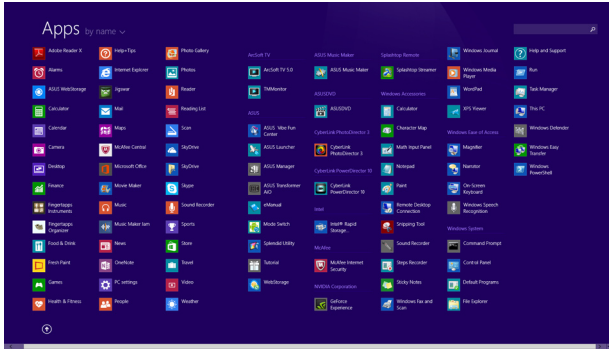 Apps by name
Adobe Reader X
Alarms
ASUS WebStorage
Calculator
Calendar
Camera
Desktop
Finance
Fingertapps
Instruments
Fingertapps
Organizer
Food & Drink
Fresh Paint
Games
Health & Fitness
Help+Tips
Internet Explorer
Jigswar
Mail
Maps
McAfee Central
Microsoft Office
Movie Maker
Music
Music Maker Jam
News
OneNote
PC settings
People
Photo Gallery
Photos
Reader
Reading List
Scan
SkyDrive
SkyDrive
Skype
Sound Recorder
Sports
Store
Travel
Video
Weather
ArcSoft TV
ArcSoft TV 5.0
TMMonitor
ASUS
ASUS Vibe Fun
Center
ASUS Launcher
ASUS Manager
ASUS Transformer
AiO
eManual
Moda Switch
Splendid Utility
Tutorial
WebStorage
ASUS Music Maker
ASUS Music Maker
ASUSDVD
ASUSDVD
CyberLink PhotoDirector 3
CyberLink
PhotoDirector 3
CyberLink PowerDirector 10
CyberLink
PowerDirector 10
Intel
Intel® Rapid
Storage...
McAfee
McAfee Internet
Security
NVIDIA Corporation
GeForce
Experience
Splashtop Remote
Splashtop Streamer
Windows Accessories
Calculator
Character Map
Math Input Panel
Notepad
Paint
Remote Desktop
Connection
Snipping Tool
Sound Recorder
Steps Recorder
Sticky Notes
Windows Fax and
Scan
Windows Journal
Windows Media
Player
WordPad
XPS Viewer
Windows Ease of Access
Magnifier
Narrator
On-Screen
Keyboard
Windows Speech
Recognition
Windows System
Command Prompt
Control Panel
Default Programs
File Explorer
Help and Support
Run
Task Manager
This PC
Windows Defender
Windows Easy
Transfer
Windows
PowerShell